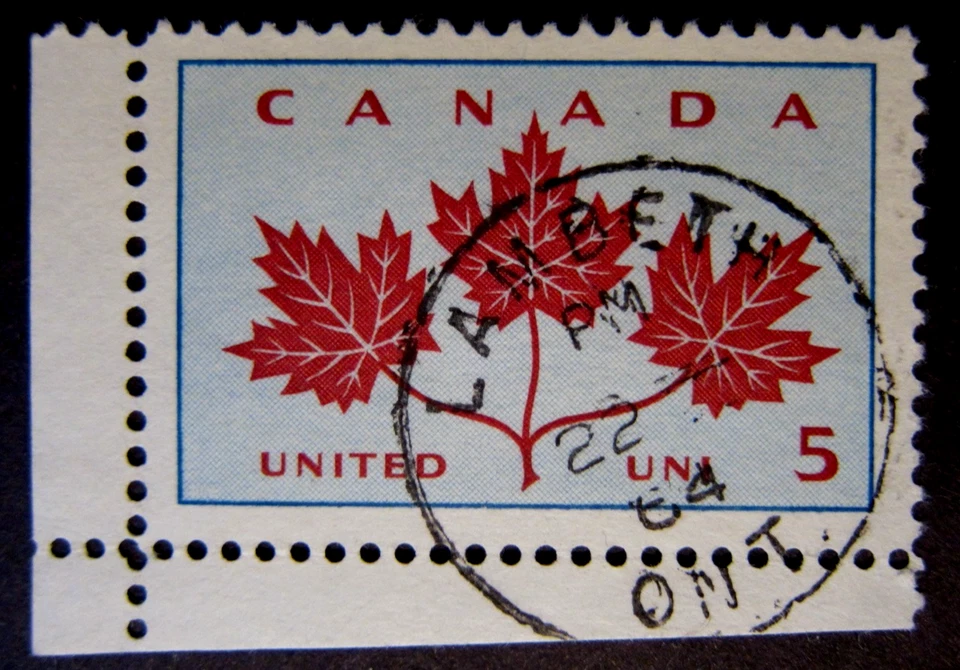 CANADA
UNITED UNI 5
LAMBETH
PM
22
64
ONT.